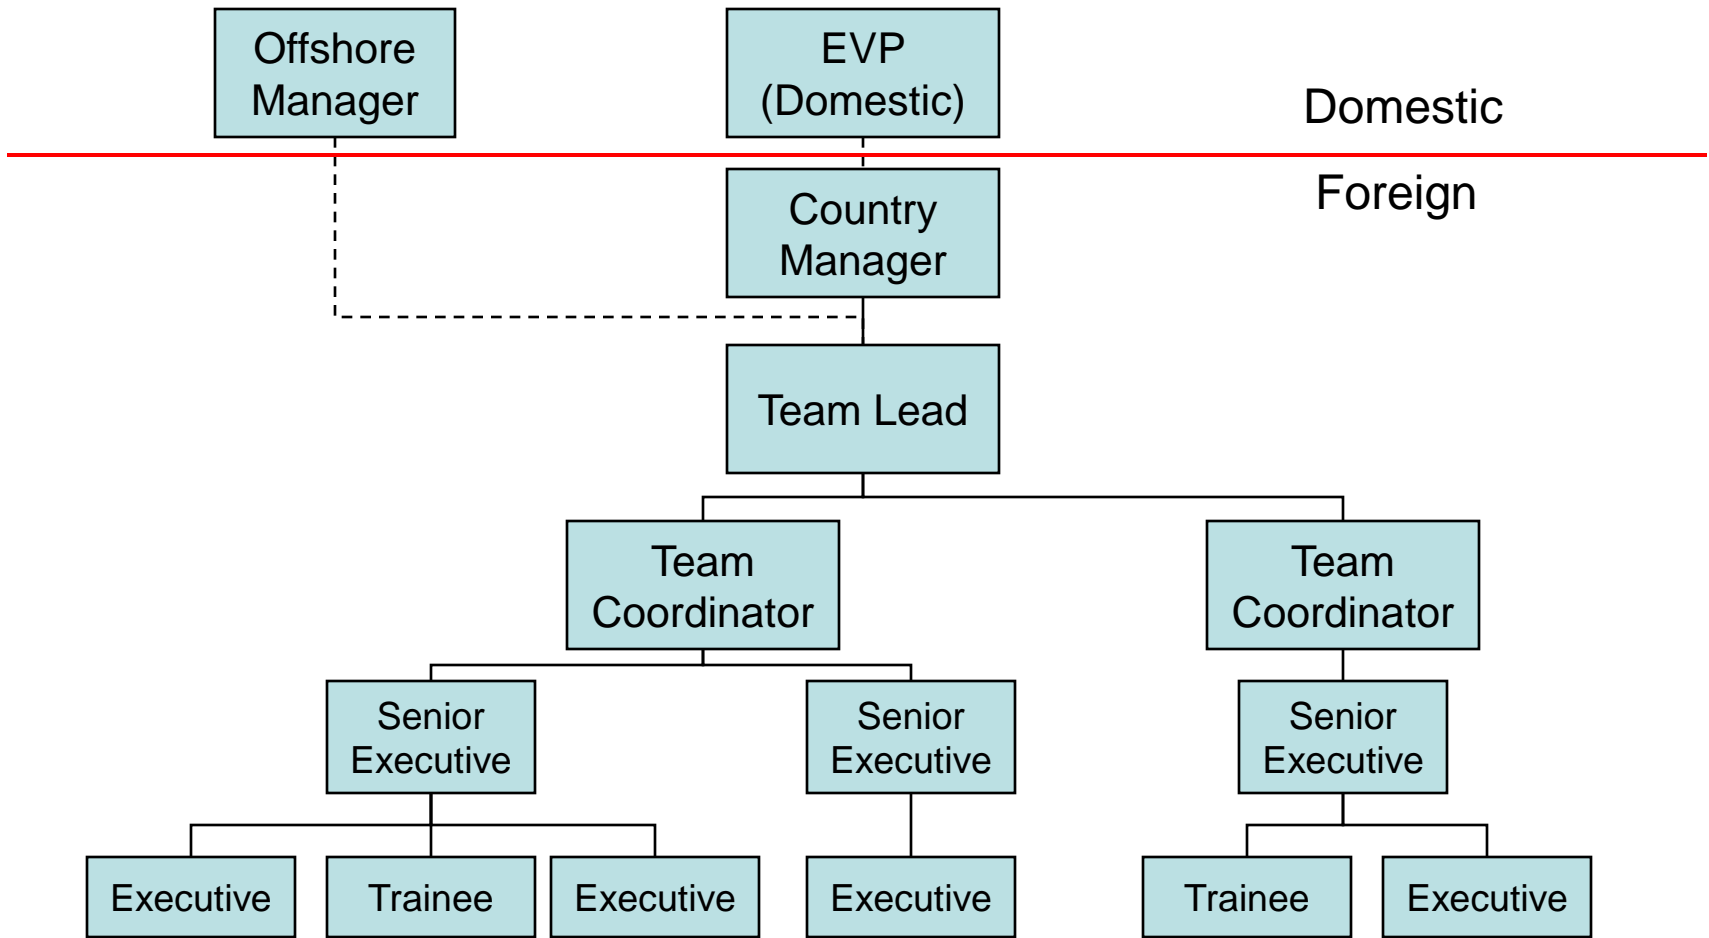 Offshore
Manager
EVP
(Domestic)
Domestic
Foreign
Country
Manager
Team Lead
Team
Coordinator
Team
Coordinator
Senior
Executive
Senior
Executive
Senior
Executive
Executive
Trainee
Executive
Executive
Trainee
Executive